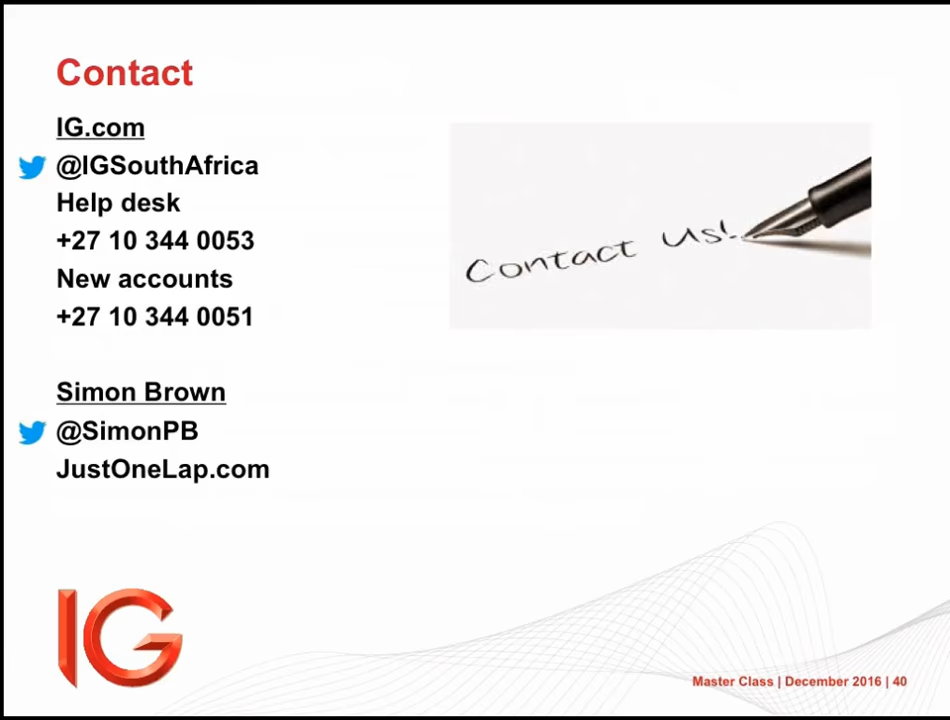 Contact
IG.com
@IGSouthAfrica
Help desk
+27 10 344 0053
New accounts
+27 10 344 0051
Contact Us!
Simon Brown
@SimonPB
JustOneLap.com
IG
Master Class | December 2016 | 40